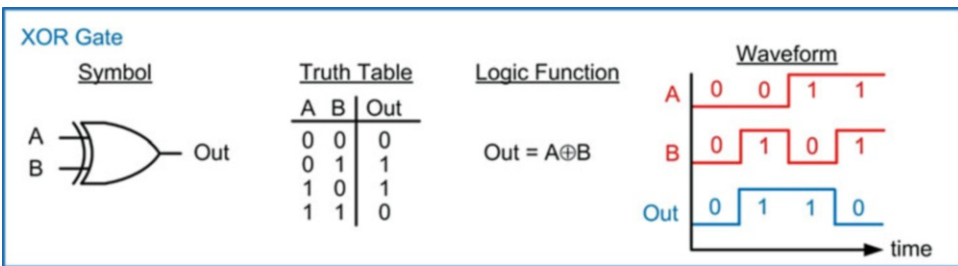 XOR Gate
Symbol
A
B
Out
Truth Table
A B Out
0 0 0
0 1 1
1 0 1
1 1 0
Logic Function
Out = A⊕B
Waveform
A 0 0 1 1
B 0 1 0 1
Out 0 1 1 0
time